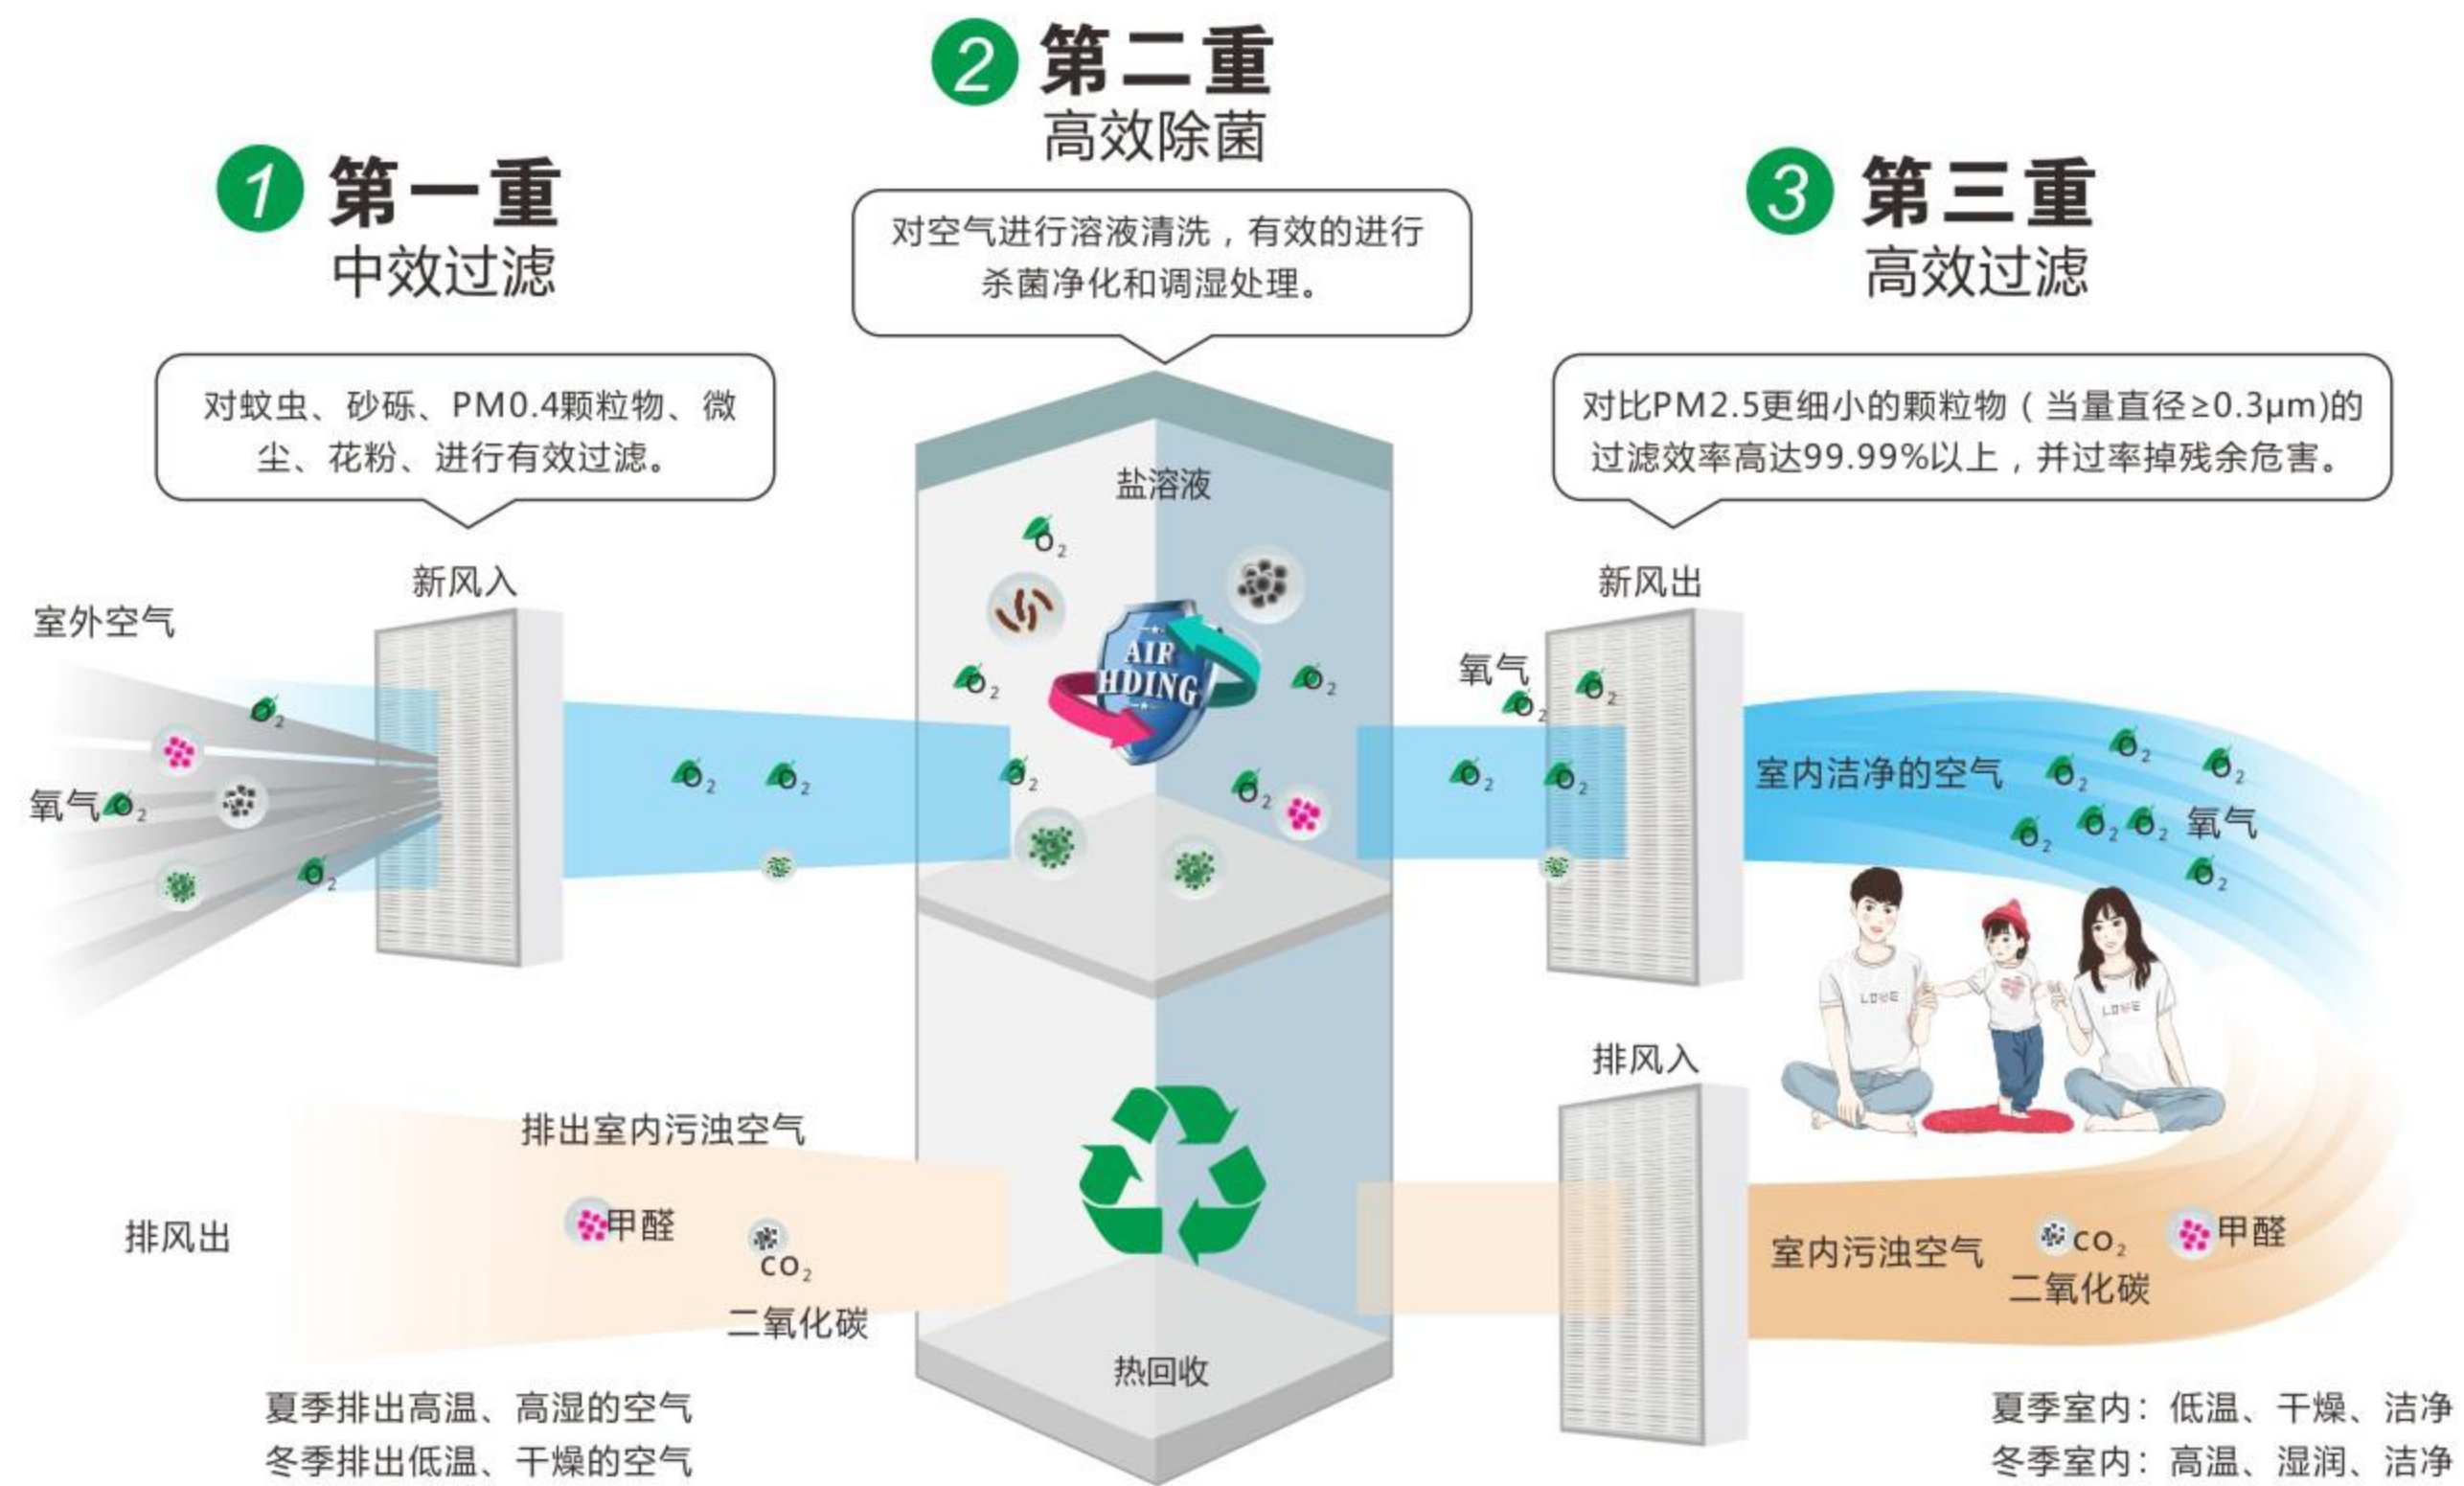 1 第一重
中效过滤
对蚊虫、砂砾、PM0.4颗粒物、微
尘、花粉、进行有效过滤。
2 第二重
高效除菌
对空气进行溶液清洗，有效的进行
杀菌净化和调湿处理。
3 第三重
高效过滤
对比PM2.5更细小的颗粒物（当量直径≥0.3μm)的
过滤效率高达99.99%以上，并过率掉残余危害。
室外空气
新风入
O₂
氧气O₂
O₂
O₂
O₂
盐溶液
O₂
O₂
O₂
AIR
HDING
O₂
O₂
新风出
氧气
O₂
O₂
O₂
O₂
室内洁净的空气
O₂
O₂
O₂
O₂
O₂
O₂
氧气
O₂
LOVE
LOVE
排风入
排出室内污浊空气
排风出
甲醛
CO₂
二氧化碳
热回收
室内污浊空气
CO₂
二氧化碳
甲醛
夏季排出高温、高湿的空气
冬季排出低温、干燥的空气
夏季室内：低温、干燥、洁净
冬季室内：高温、湿润、洁净